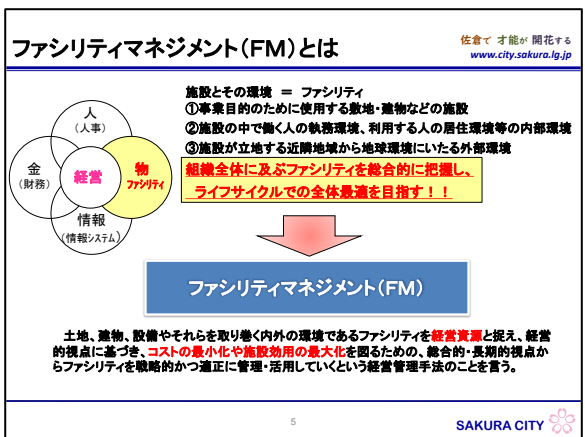 ファシリティマネジメント(FM)とは
佐倉で 才能が 開花する
www.city.sakura.lg.jp
人
(人事)
金
(財務)
経営
物
ファシリティ
情報
(情報システム)
施設とその環境 = ファシリティ
①事業目的のために使用する敷地・建物などの施設
②施設の中で働く人の執務環境、利用する人の居住環境等の内部環境
③施設が立地する近隣地域から地球環境にいたる外部環境
組織全体に及ぶファシリティを総合的に把握し、
ライフサイクルでの全体最適を目指す!!
ファシリティマネジメント(FM)
土地、建物、設備やそれらを取り巻く内外の環境であるファシリティを経営資源と捉え、経営
的視点に基づき、コストの最小化や施設効用の最大化を図るための、総合的・長期的視点か
らファシリティを戦略的かつ適正に管理・活用していくという経営管理手法のことを言う。
5
SAKURA CITY